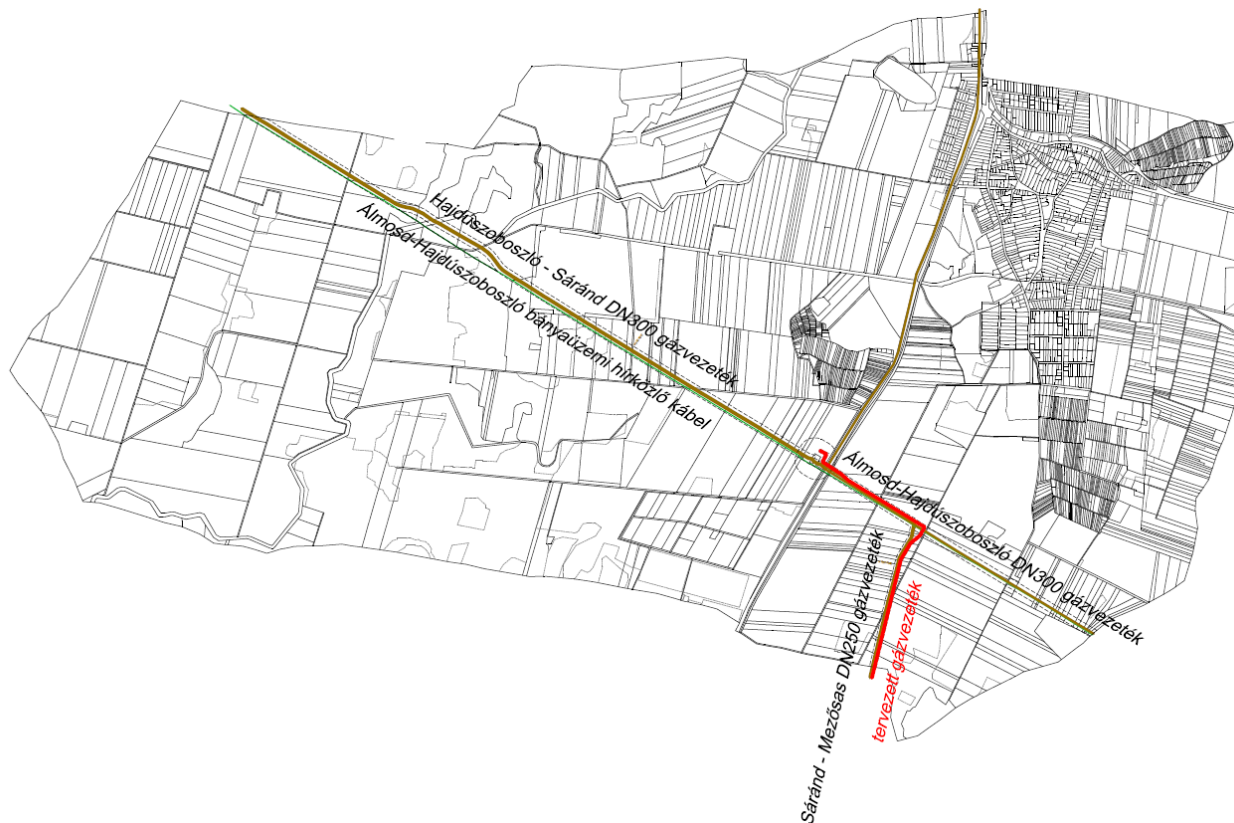 Hajdúszoboszló - Sáránd DN300 gázvezeték
Álmosd-Hajdúszoboszló bányaüzemi hírközlő kábel
Álmosd-Hajdúszoboszló DN300 gázvezeték
Sáránd - Mezősas DN250 gázvezeték
tervezett gázvezeték